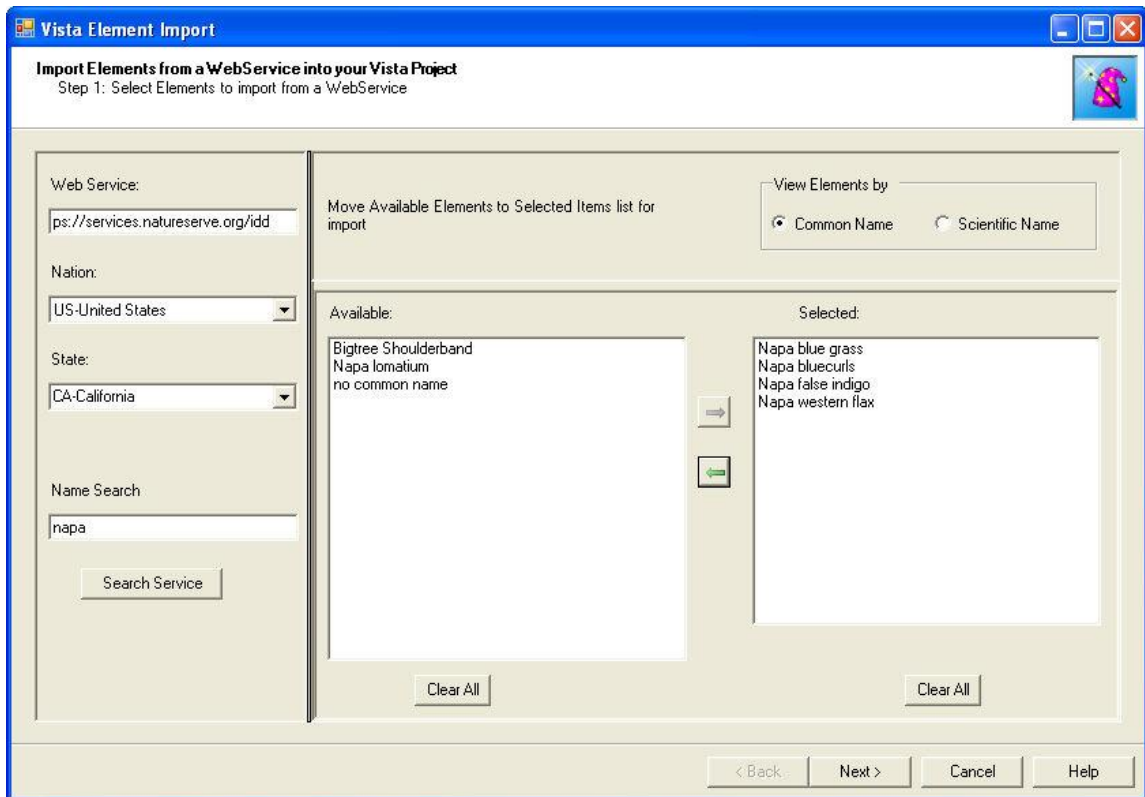 Vista Element Import
Import Elements from a WebService into your Vista Project
Step 1: Select Elements to import from a WebService
Web Service:
ps://services.natureserve.org/idd
Nation:
US-United States
State:
CA-California
Name Search
napa
Search Service
Move Available Elements to Selected Items list for
import
View Elements by
Common Name
Scientific Name
Available:
Bigtree Shoulderband
Napa lomatium
no common name
Clear All
Selected:
Napa blue grass
Napa bluecurls
Napa false indigo
Napa western flax
Clear All
< Back
Next >
Cancel
Help